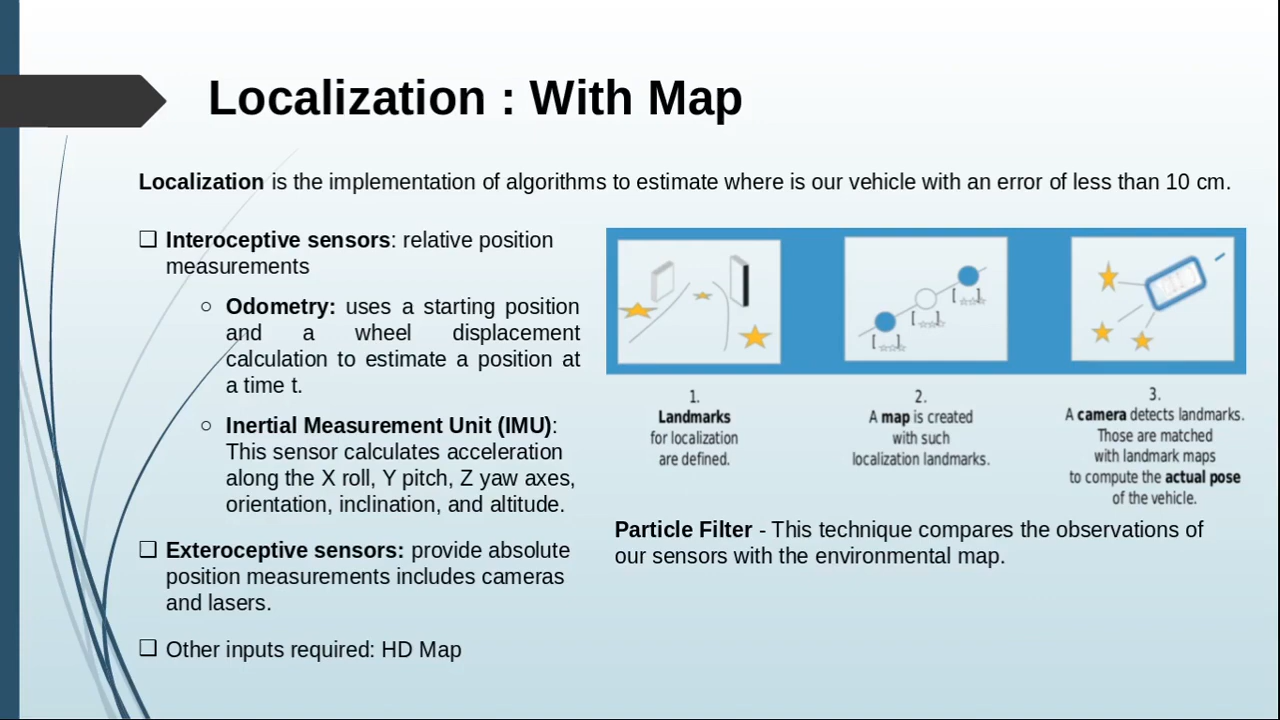 Localization : With Map
Localization is the implementation of algorithms to estimate where is our vehicle with an error of less than 10 cm.
❑ Interoceptive sensors: relative position
measurements
○ Odometry: uses a starting position
and a wheel displacement
calculation to estimate a position at
a time t.
○ Inertial Measurement Unit (IMU):
This sensor calculates acceleration
along the X roll, Y pitch, Z yaw axes,
orientation, inclination, and altitude.
❑ Exteroceptive sensors: provide absolute
position measurements includes cameras
and lasers.
❑ Other inputs required: HD Map
1.
Landmarks
for localization
are defined.
2.
A map is created
with such
localization landmarks.
3.
A camera detects landmarks.
Those are matched
with landmark maps
to compute the actual pose
of the vehicle.
Particle Filter - This technique compares the observations of
our sensors with the environmental map.